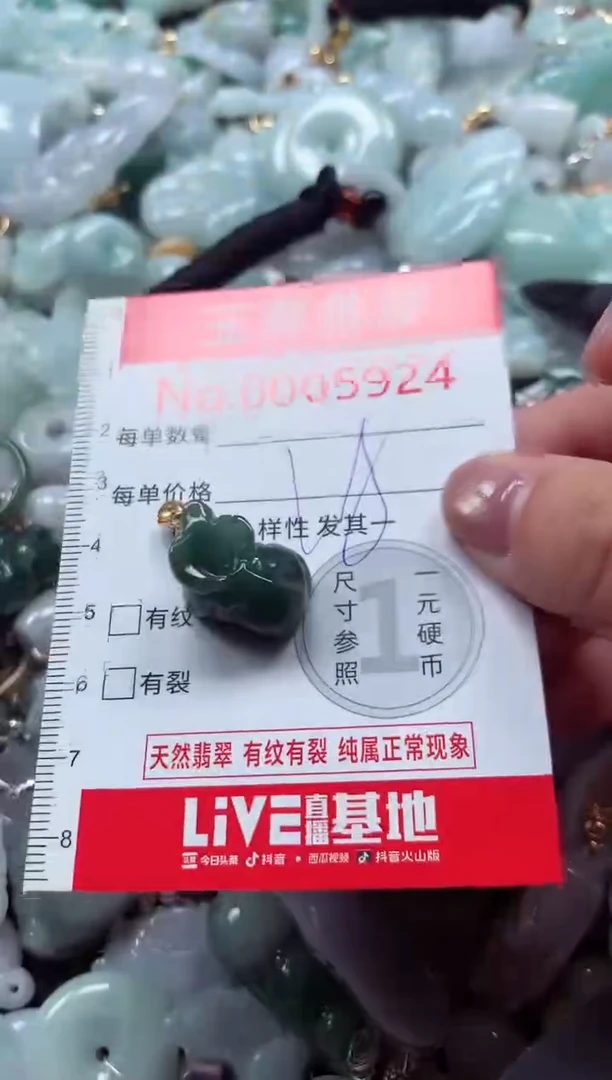 No.0005924
2 每单数量
3 每单价格
样性 发其一
4
5 有纹
6 有裂
尺寸参照
1
一元硬币
7
天然翡翠 有纹有裂 纯属正常现象
8
LiVE直播基地
今日头条 抖音 • 西瓜视频 抖音火山版